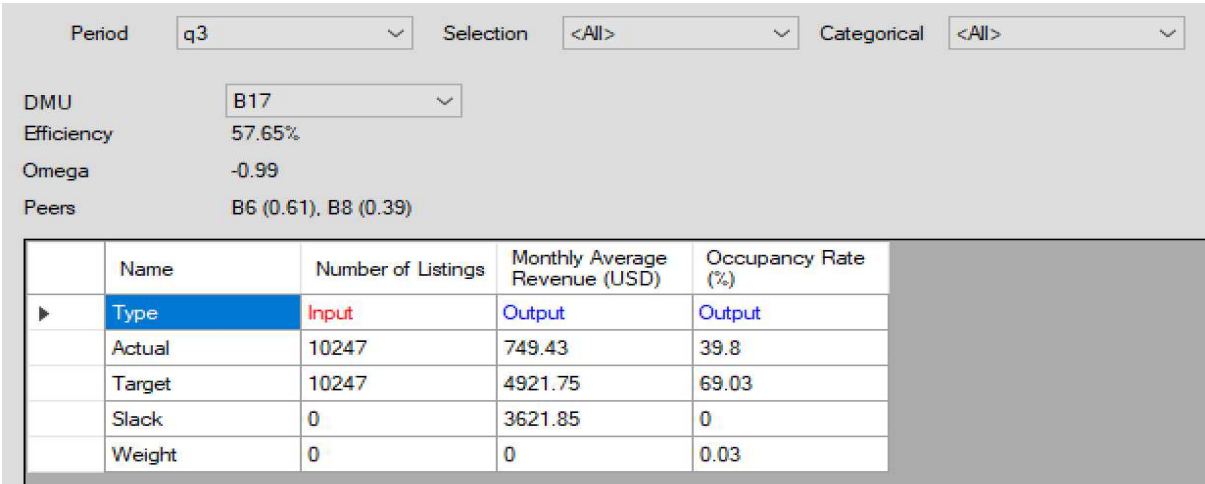 Period q3 Selection <All> Categorical <All>
DMU B17
Efficiency 57.65%
Omega -0.99
Peers B6 (0.61), B8 (0.39)
Name Number of Listings Monthly Average Revenue (USD) Occupancy Rate (%)
Type Input Output Output
Actual 10247 749.43 39.8
Target 10247 4921.75 69.03
Slack 0 3621.85 0
Weight 0 0 0.03